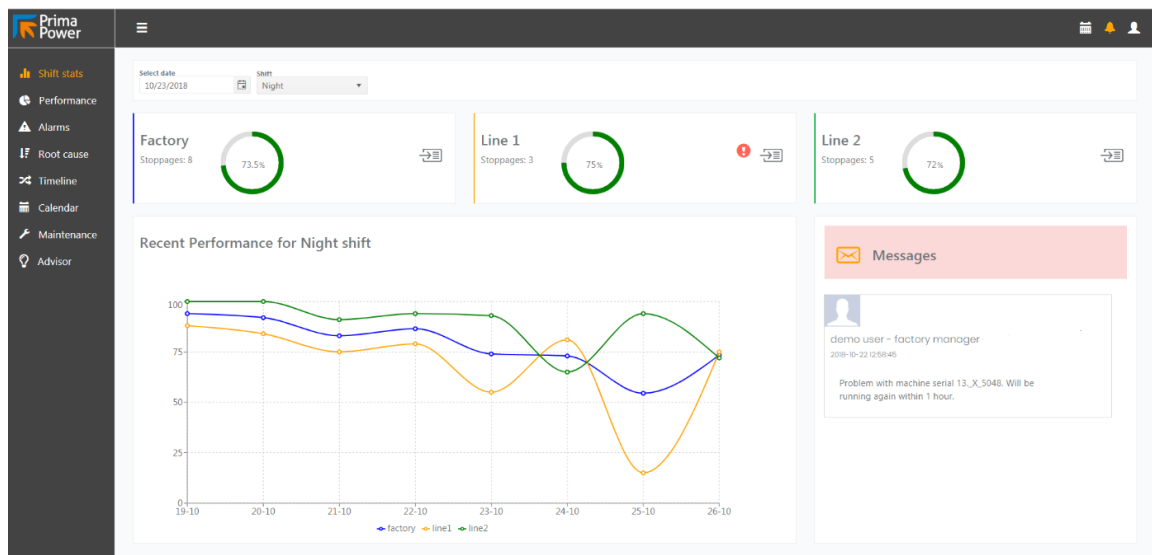 Prima
Power
Shift stats
Performance
Alarms
Root cause
Timeline
Calendar
Maintenance
Advisor
Select date
10/23/2018
Shift
Night
Factory
Stoppages: 8
73.5%
Line 1
Stoppages: 3
75%
Line 2
Stoppages: 5
72%
Recent Performance for Night shift
100
75
50
25
0
19-10 20-10 21-10 22-10 23-10 24-10 25-10 26-10
factory line1 line2
Messages
demo user - factory manager
2018-10-22 12:58:45
Problem with machine serial 13._X_5048. Will be
running again within 1 hour.